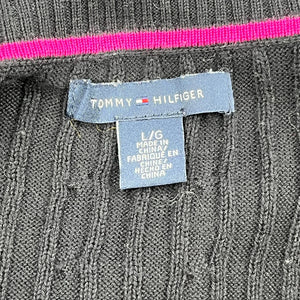 TOMMY HILFIGER
L/G
MADE IN
CHINA/
FABRIQUÉ EN
CHINE/
HECHO EN
CHINA